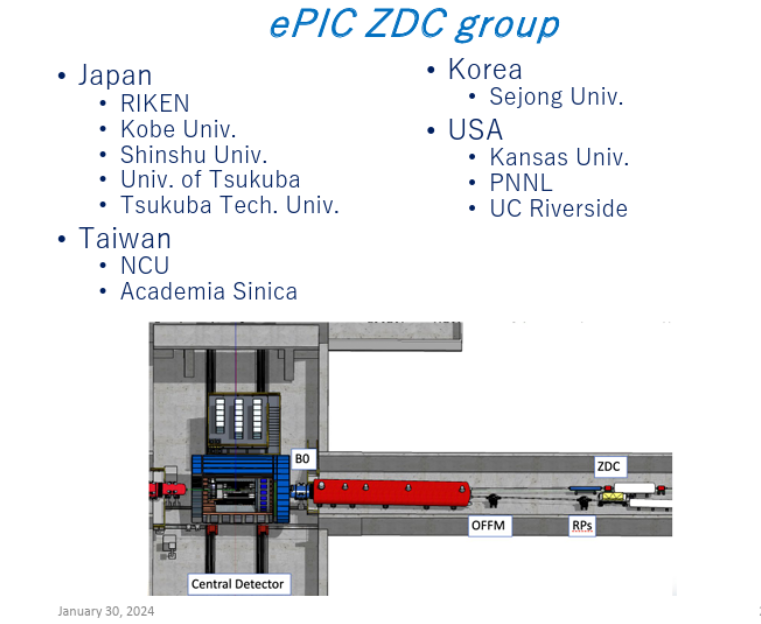 ePIC ZDC group
• Japan
• RIKEN
• Kobe Univ.
• Shinshu Univ.
• Univ. of Tsukuba
• Tsukuba Tech. Univ.
• Taiwan
• NCU
• Academia Sinica
• Korea
• Sejong Univ.
• USA
• Kansas Univ.
• PNNL
• UC Riverside
B0
ZDC
OFFM
RPs
Central Detector
January 30, 2024